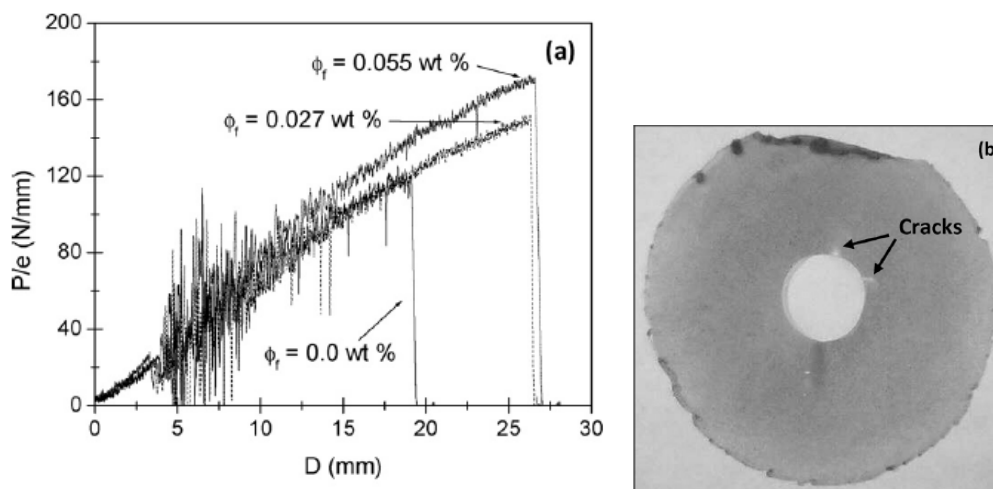 200
160
120
80
40
0
P/e (N/mm)
(a)
ϕf = 0.055 wt %
ϕf = 0.027 wt %
ϕf = 0.0 wt %
0 5 10 15 20 25 30
D (mm)
(b
Cracks